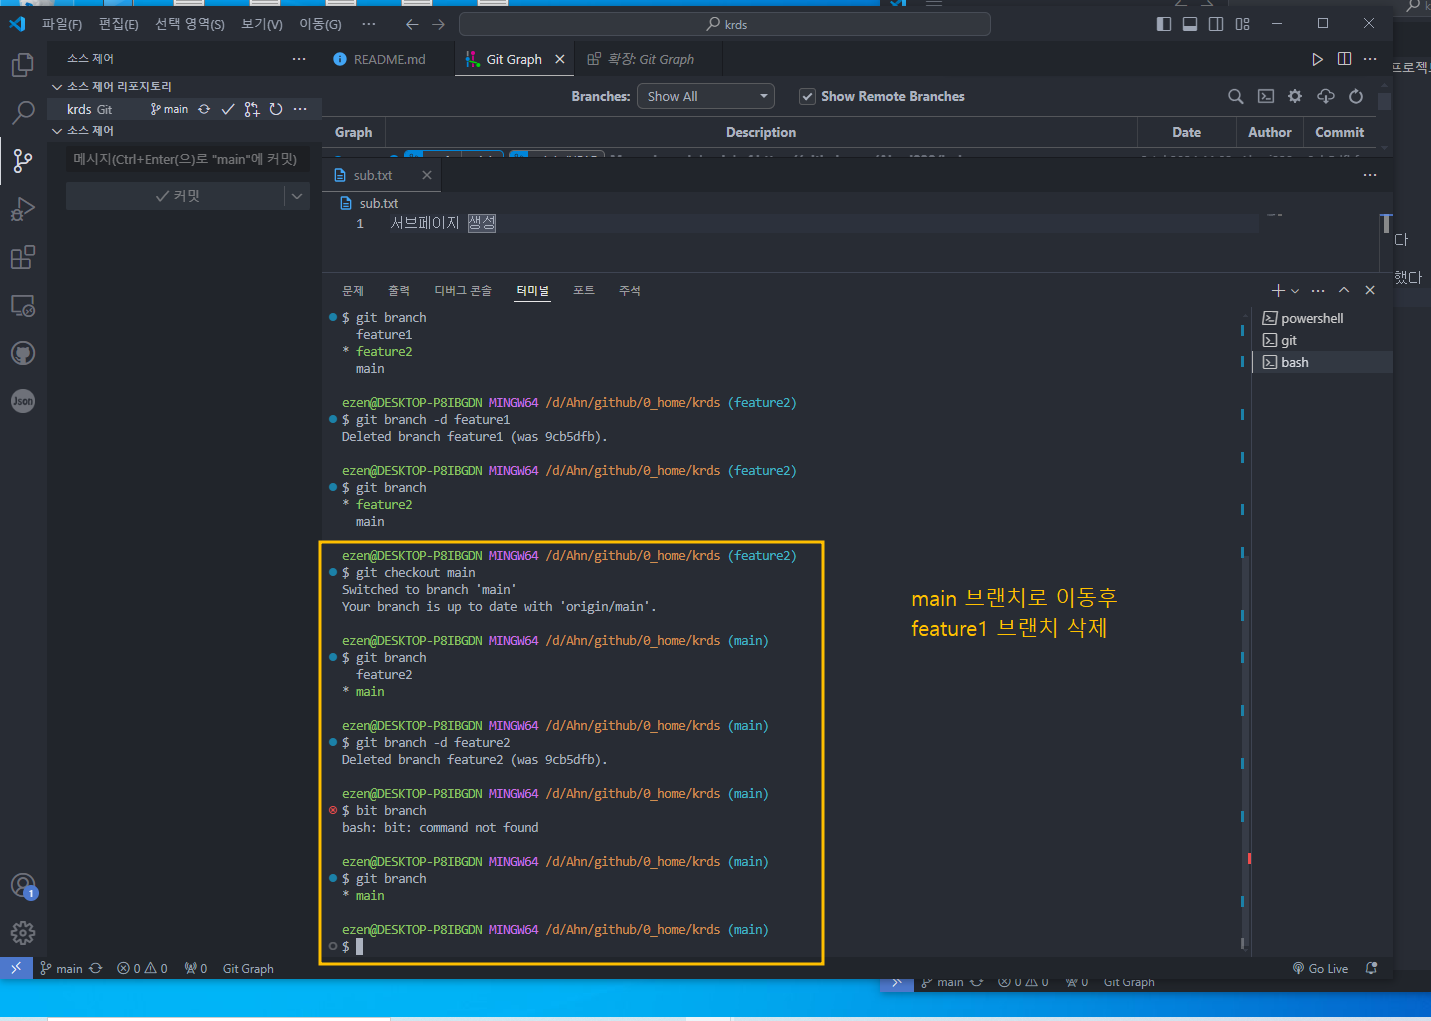 파일(F) 편집(E) 선택 영역(S) 보기(V) 이동(G) ··· krds
소스 제어 ···
README.md Git Graph 확장: Git Graph ···
소스 제어 리포지토리
krds Git main ···
소스 제어
메시지(Ctrl+Enter(으)로 "main"에 커밋)
커밋
Branches: Show All Show Remote Branches
Graph Description Date Author Commit
sub.txt ···
sub.txt
1 서브페이지 생성
문제 출력 디버그 콘솔 터미널 포트 주석 ···
powershell
git
bash
$ git branch
feature1
* feature2
main
ezen@DESKTOP-P8IBGDN MINGW64 /d/Ahn/github/0_home/krds (feature2)
$ git branch -d feature1
Deleted branch feature1 (was 9cb5dfb).
ezen@DESKTOP-P8IBGDN MINGW64 /d/Ahn/github/0_home/krds (feature2)
$ git branch
* feature2
main
ezen@DESKTOP-P8IBGDN MINGW64 /d/Ahn/github/0_home/krds (feature2)
$ git checkout main
Switched to branch 'main'
Your branch is up to date with 'origin/main'.
ezen@DESKTOP-P8IBGDN MINGW64 /d/Ahn/github/0_home/krds (main)
$ git branch
feature2
* main
ezen@DESKTOP-P8IBGDN MINGW64 /d/Ahn/github/0_home/krds (main)
$ git branch -d feature2
Deleted branch feature2 (was 9cb5dfb).
ezen@DESKTOP-P8IBGDN MINGW64 /d/Ahn/github/0_home/krds (main)
$ bit branch
bash: bit: command not found
ezen@DESKTOP-P8IBGDN MINGW64 /d/Ahn/github/0_home/krds (main)
$ git branch
* main
ezen@DESKTOP-P8IBGDN MINGW64 /d/Ahn/github/0_home/krds (main)
$
main 브랜치로 이동후
feature1 브랜치 삭제
Json
1
main 0 0 0 Git Graph Go Live
main 0 0 0 Git Graph
다
했다